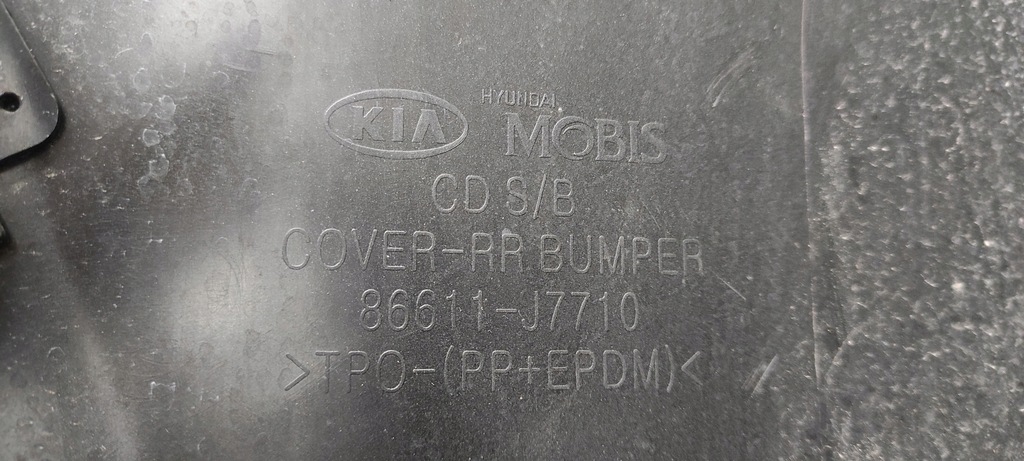 KIA HYUNDAI MOBIS
CD S/B
COVER-RR BUMPER
86611-J7710
>TPO-(PP+EPDM)<